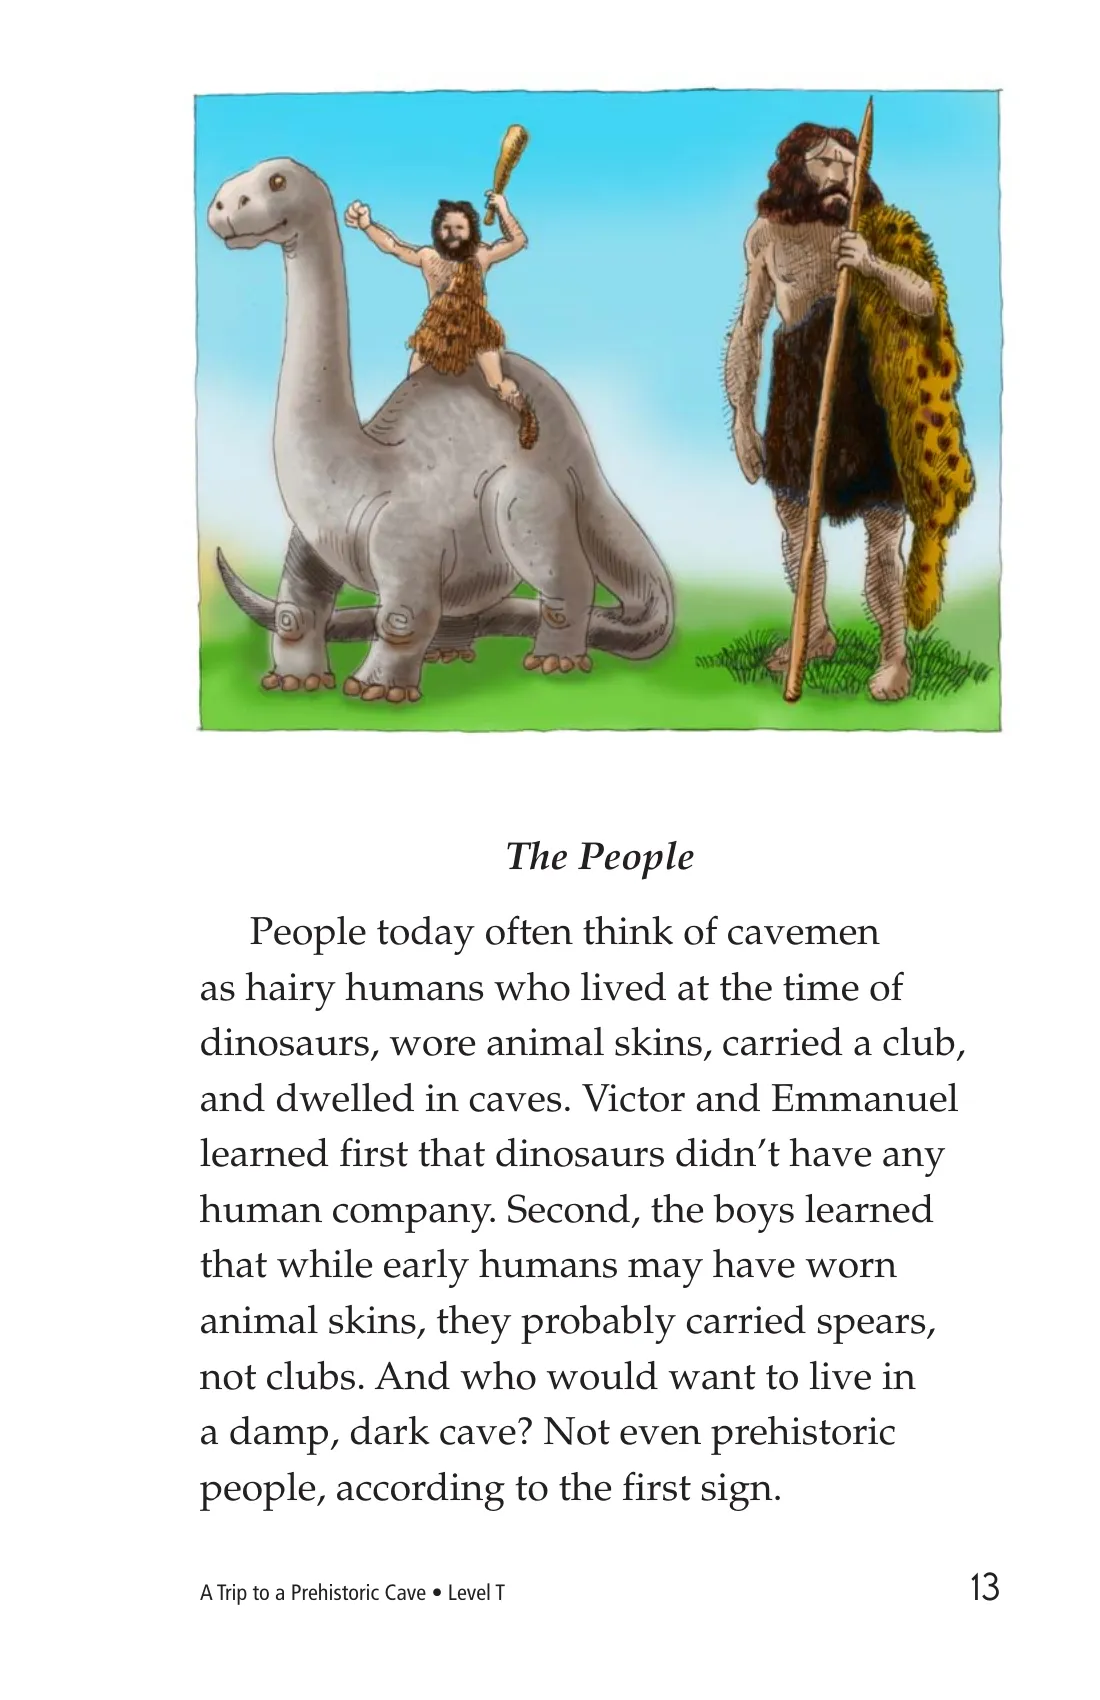 The People
People today often think of cavemen
as hairy humans who lived at the time of
dinosaurs, wore animal skins, carried a club,
and dwelled in caves. Victor and Emmanuel
learned first that dinosaurs didn’t have any
human company. Second, the boys learned
that while early humans may have worn
animal skins, they probably carried spears,
not clubs. And who would want to live in
a damp, dark cave? Not even prehistoric
people, according to the first sign.
A Trip to a Prehistoric Cave • Level T
13